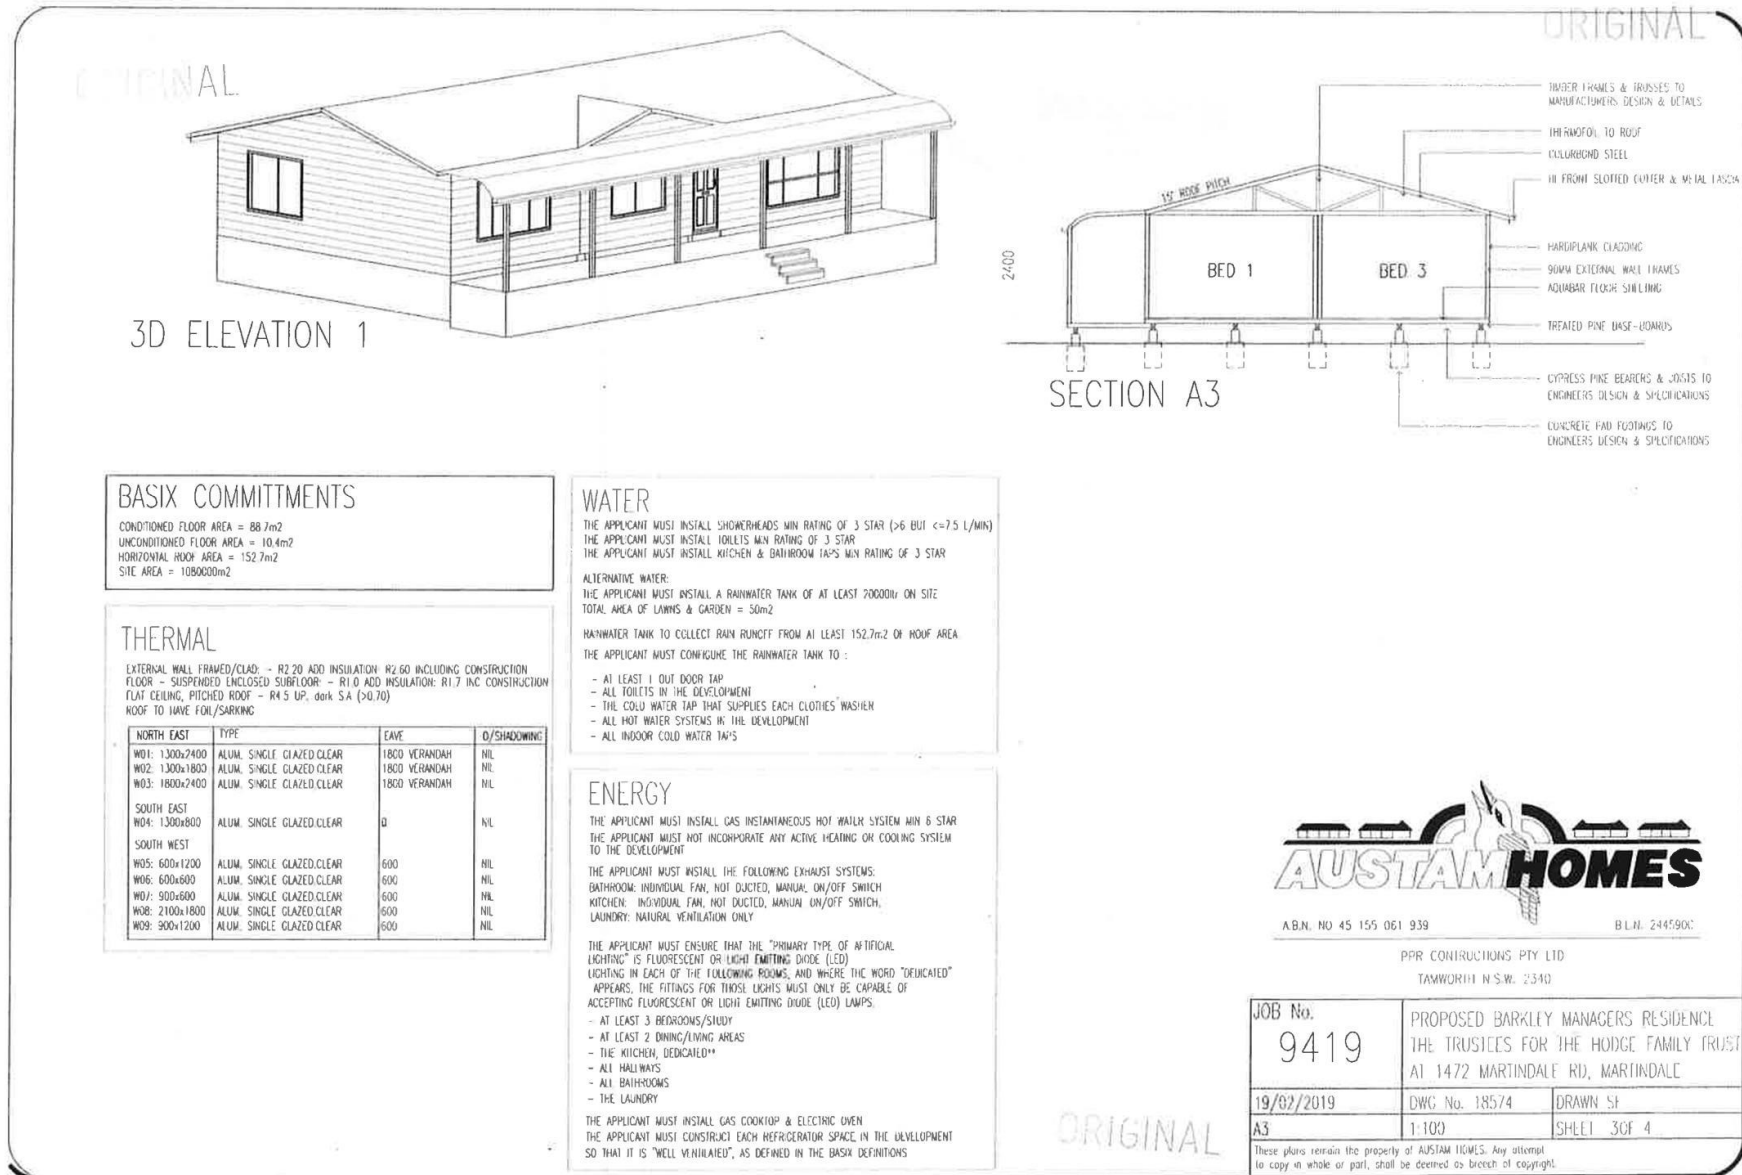 ORIGINAL
ORIGINAL
3D ELEVATION 1
TIMBER FRAMES & TRUSSES TO
MANUFACTURERS DESIGN & DETAILS
THERMOFOIL TO ROOF
COLORBOND STEEL
HI FRONT SLOTTED GUTTER & METAL FASCIA
15° ROOF PITCH
2400
BED 1
BED 3
HARDIPLANK CLADDING
90MM EXTERNAL WALL FRAMES
AQUABAR FLOOR SHEETING
TREATED PINE BASE-BOARDS
CYPRESS PINE BEARERS & JOISTS TO
ENGINEERS DESIGN & SPECIFICATIONS
CONCRETE PAD FOOTINGS TO
ENGINEERS DESIGN & SPECIFICATIONS
SECTION A3
BASIX COMMITTMENTS
CONDITIONED FLOOR AREA = 88.7m2
UNCONDITIONED FLOOR AREA = 10.4m2
HORIZONTAL ROOF AREA = 152.7m2
SITE AREA = 1080000m2
THERMAL
EXTERNAL WALL FRAMED/CLAD: - R2.20 ADD INSULATION: R2.60 INCLUDING CONSTRUCTION
FLOOR - SUSPENDED ENCLOSED SUBFLOOR: - R1.0 ADD INSULATION: R1.7 INC CONSTRUCTION
FLAT CEILING, PITCHED ROOF - R4.5 UP, dark S.A (>0.70)
ROOF TO HAVE FOIL/SARKING
NORTH EAST TYPE EAVE O/SHADOWING
W01: 1300x2400 ALUM. SINGLE GLAZED.CLEAR 1800 VERANDAH NIL
W02: 1300x1800 ALUM. SINGLE GLAZED.CLEAR 1800 VERANDAH NIL
W03: 1800x2400 ALUM. SINGLE GLAZED.CLEAR 1800 VERANDAH NIL
SOUTH EAST
W04: 1300x800 ALUM. SINGLE GLAZED.CLEAR 0 NIL
SOUTH WEST
W05: 600x1200 ALUM. SINGLE GLAZED.CLEAR 600 NIL
W06: 600x600 ALUM. SINGLE GLAZED.CLEAR 600 NIL
W07: 900x600 ALUM. SINGLE GLAZED.CLEAR 600 NIL
W08: 2100x1800 ALUM. SINGLE GLAZED.CLEAR 600 NIL
W09: 900x1200 ALUM. SINGLE GLAZED.CLEAR 600 NIL
WATER
THE APPLICANT MUST INSTALL SHOWERHEADS MIN RATING OF 3 STAR (>6 BUT <=7.5 L/MIN)
THE APPLICANT MUST INSTALL TOILETS MIN RATING OF 3 STAR
THE APPLICANT MUST INSTALL KITCHEN & BATHROOM TAPS MIN RATING OF 3 STAR
ALTERNATIVE WATER:
THE APPLICANT MUST INSTALL A RAINWATER TANK OF AT LEAST 20000ltr ON SITE
TOTAL AREA OF LAWNS & GARDEN = 50m2
RAINWATER TANK TO COLLECT RAIN RUNOFF FROM AT LEAST 152.7m2 OF ROOF AREA
THE APPLICANT MUST CONFIGURE THE RAINWATER TANK TO :
- AT LEAST 1 OUT DOOR TAP
- ALL TOILETS IN THE DEVELOPMENT
- THE COLD WATER TAP THAT SUPPLIES EACH CLOTHES WASHER
- ALL HOT WATER SYSTEMS IN THE DEVELOPMENT
- ALL INDOOR COLD WATER TAPS
ENERGY
THE APPLICANT MUST INSTALL GAS INSTANTANEOUS HOT WATER SYSTEM MIN 6 STAR
THE APPLICANT MUST NOT INCORPORATE ANY ACTIVE HEATING OR COOLING SYSTEM
TO THE DEVELOPMENT
THE APPLICANT MUST INSTALL THE FOLLOWING EXHAUST SYSTEMS:
BATHROOM: INDIVIDUAL FAN, NOT DUCTED, MANUAL ON/OFF SWITCH
KITCHEN: INDIVIDUAL FAN, NOT DUCTED, MANUAL ON/OFF SWITCH,
LAUNDRY: NATURAL VENTILATION ONLY
THE APPLICANT MUST ENSURE THAT THE "PRIMARY TYPE OF ATIFICIAL
LIGHTING" IS FLUORESCENT OR LIGHT EMITTING DIODE (LED)
LIGHTING IN EACH OF THE FOLLOWING ROOMS, AND WHERE THE WORD "DEDICATED"
APPEARS, THE FITTINGS FOR THOSE LIGHTS MUST ONLY BE CAPABLE OF
ACCEPTING FLUORESCENT OR LIGHT EMITTING DIODE (LED) LAMPS.
- AT LEAST 3 BEDROOMS/STUDY
- AT LEAST 2 DINING/LIVING AREAS
- THE KITCHEN, DEDICATED**
- ALL HALLWAYS
- ALL BATHROOMS
- THE LAUNDRY
THE APPLICANT MUST INSTALL GAS COOKTOP & ELECTRIC OVEN
THE APPLICANT MUST CONSTRUCT EACH REFRIGERATOR SPACE IN THE DEVELOPMENT
SO THAT IT IS "WELL VENTILATED", AS DEFINED IN THE BASIX DEFINITIONS
AUSTAM HOMES
A.B.N. NO 45 155 061 939 B.L.N. 244590C
PPR CONTRUCTIONS PTY LTD
TAMWORTH N.S.W. 2340
JOB No.
9419
PROPOSED BARKLEY MANAGERS RESIDENCE
THE TRUSTEES FOR THE HODGE FAMILY TRUST
AT 1472 MARTINDALE RD, MARTINDALE
19/02/2019 DWG No. 18574 DRAWN SF
A3 1:100 SHEET 3OF 4
These plans remain the property of AUSTAM HOMES. Any attempt
to copy in whole or part, shall be deemed as breech of copyright.
ORIGINAL